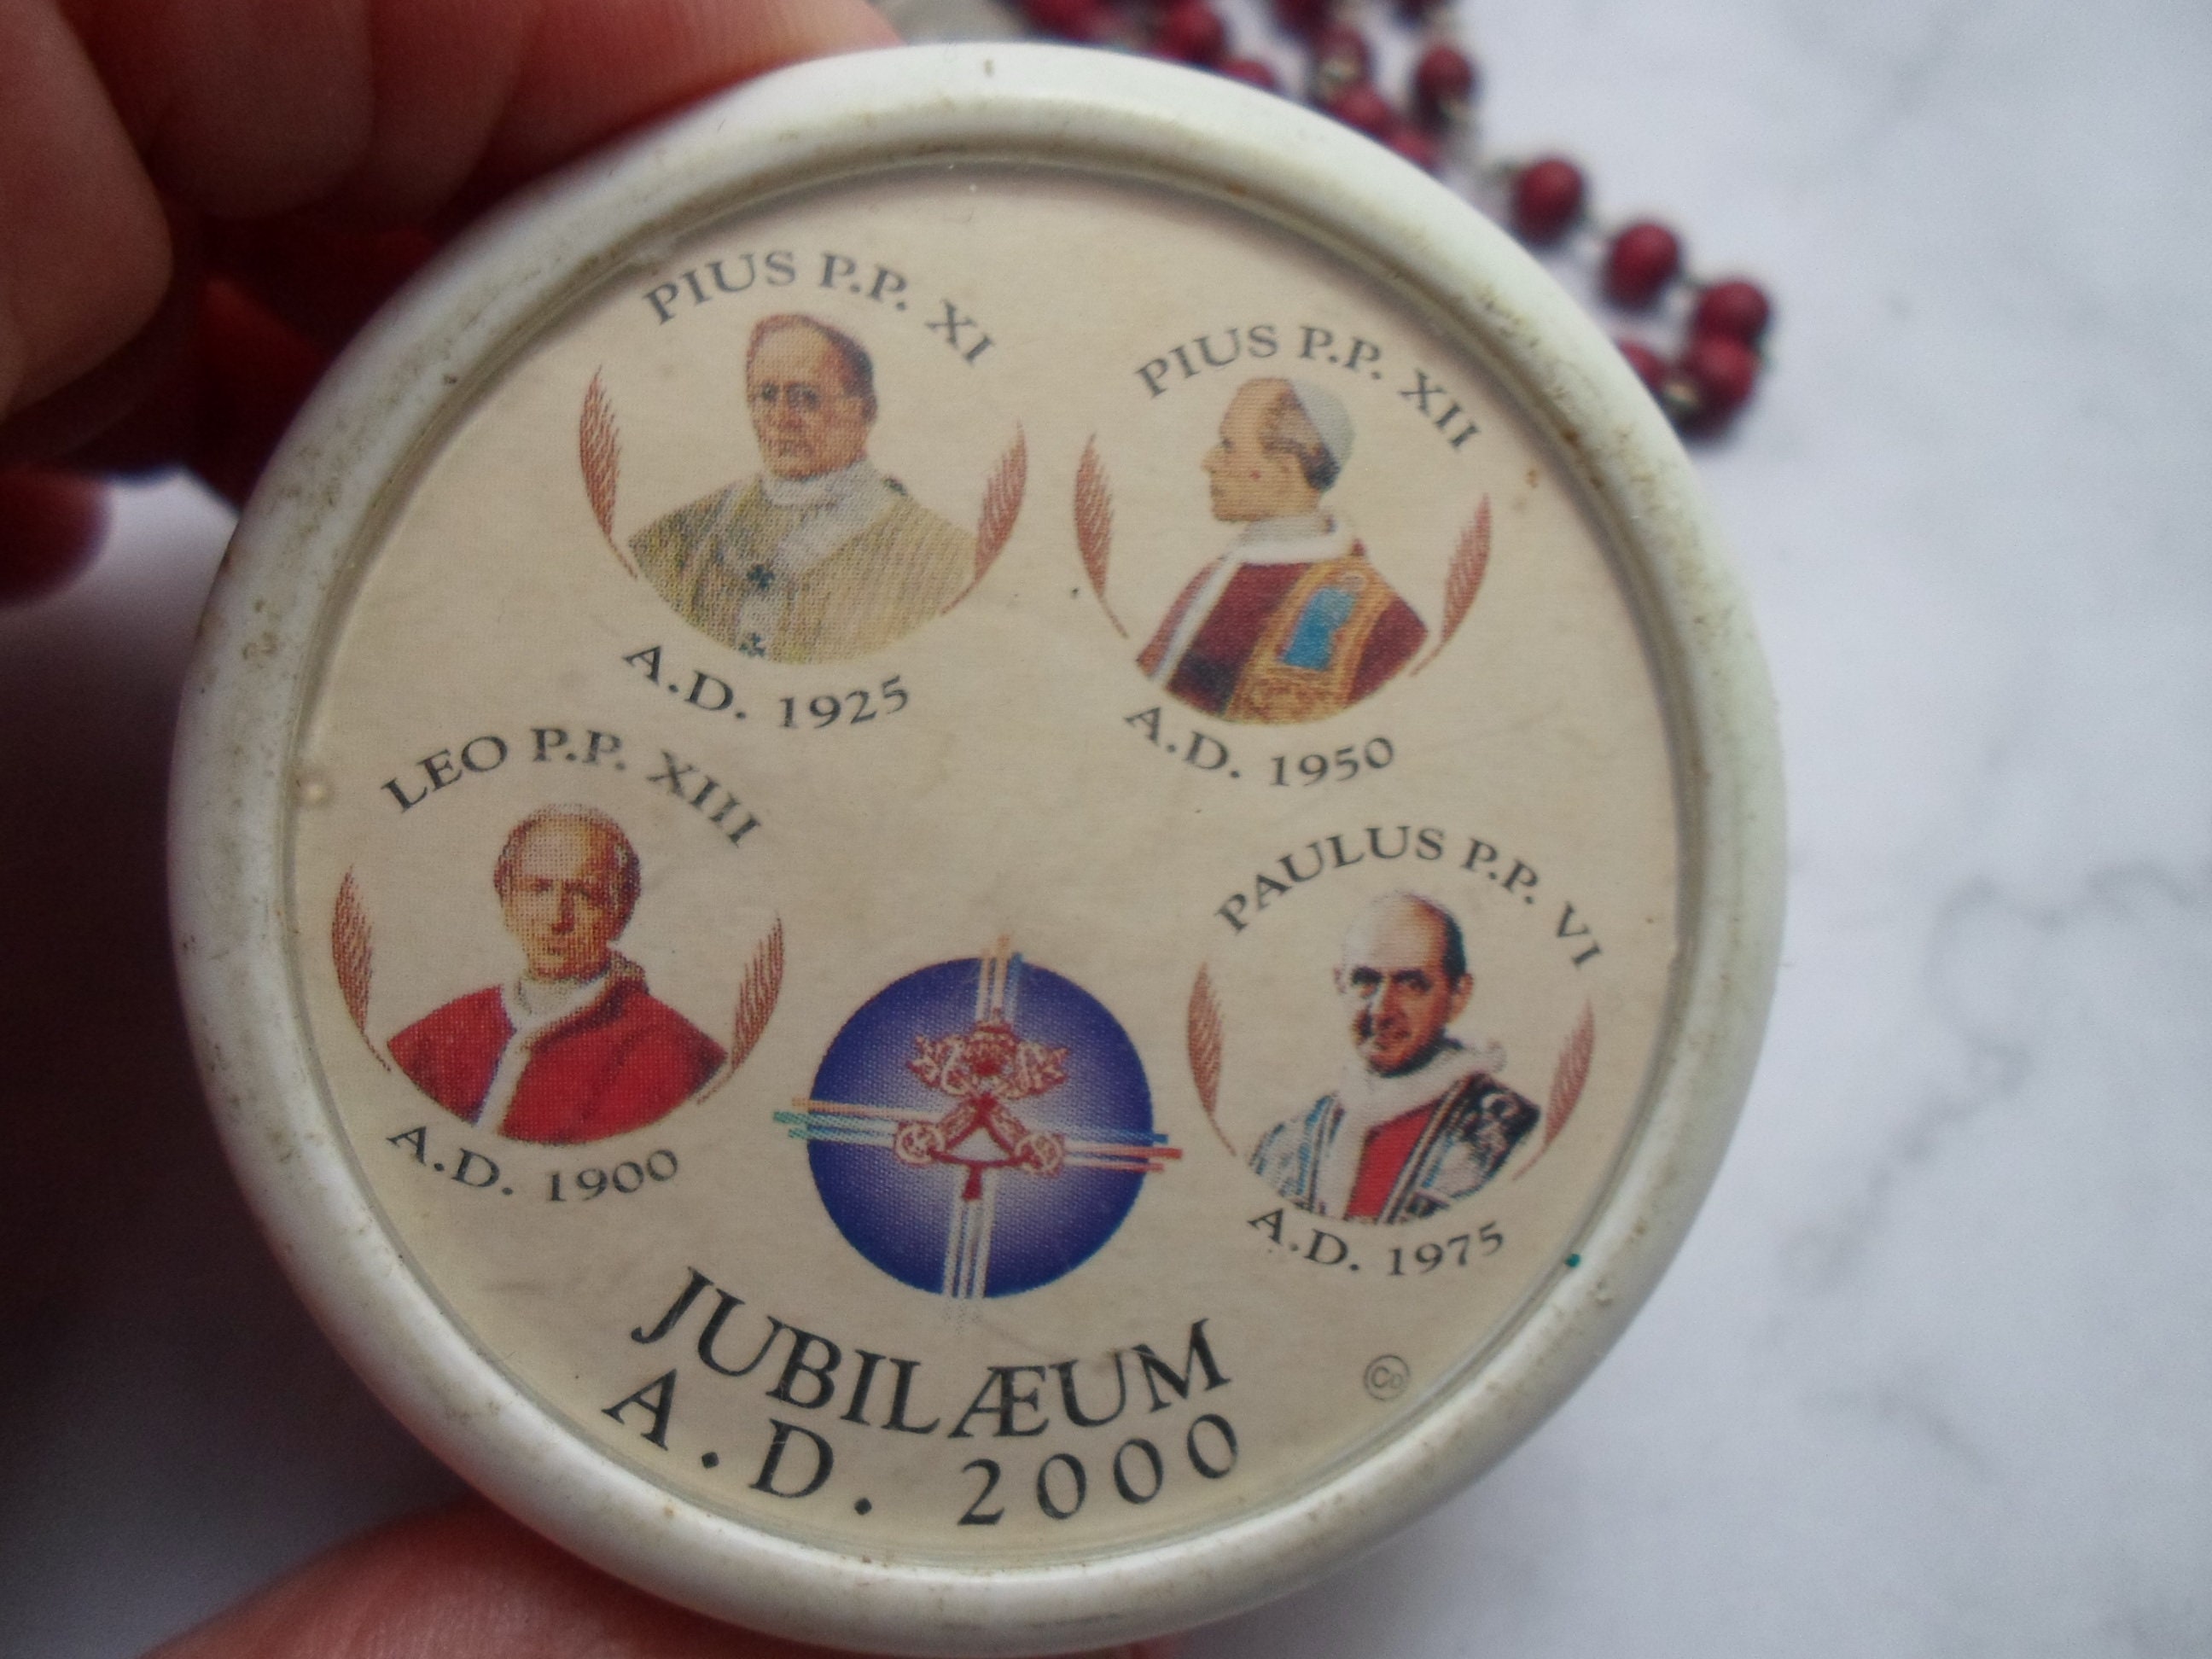 PIUS P.P. XI
A.D. 1925
PIUS P.P. XII
A.D. 1950
LEO P.P. XIII
A.D. 1900
PAULUS P.P. VI
A.D. 1975
JUBILÆUM
A.D. 2000